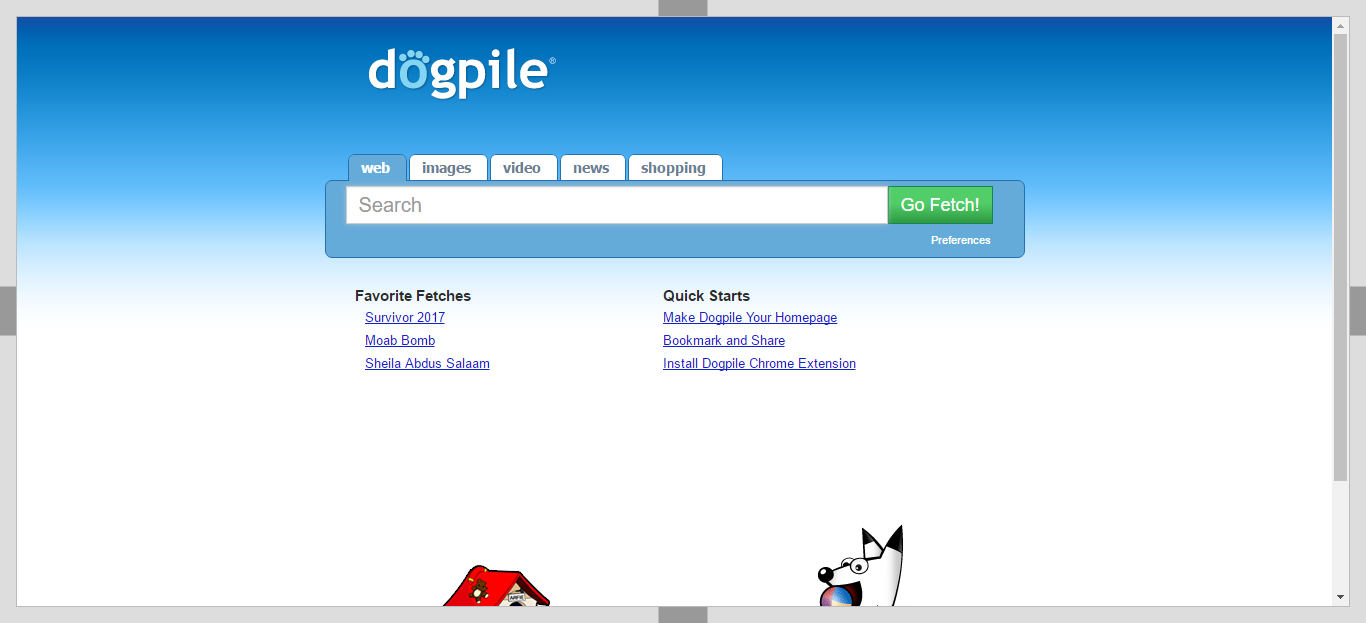 dogpile®
web images video news shopping
Search Go Fetch!
Preferences
Favorite Fetches
Survivor 2017
Moab Bomb
Sheila Abdus Salaam
Quick Starts
Make Dogpile Your Homepage
Bookmark and Share
Install Dogpile Chrome Extension
ARFIE